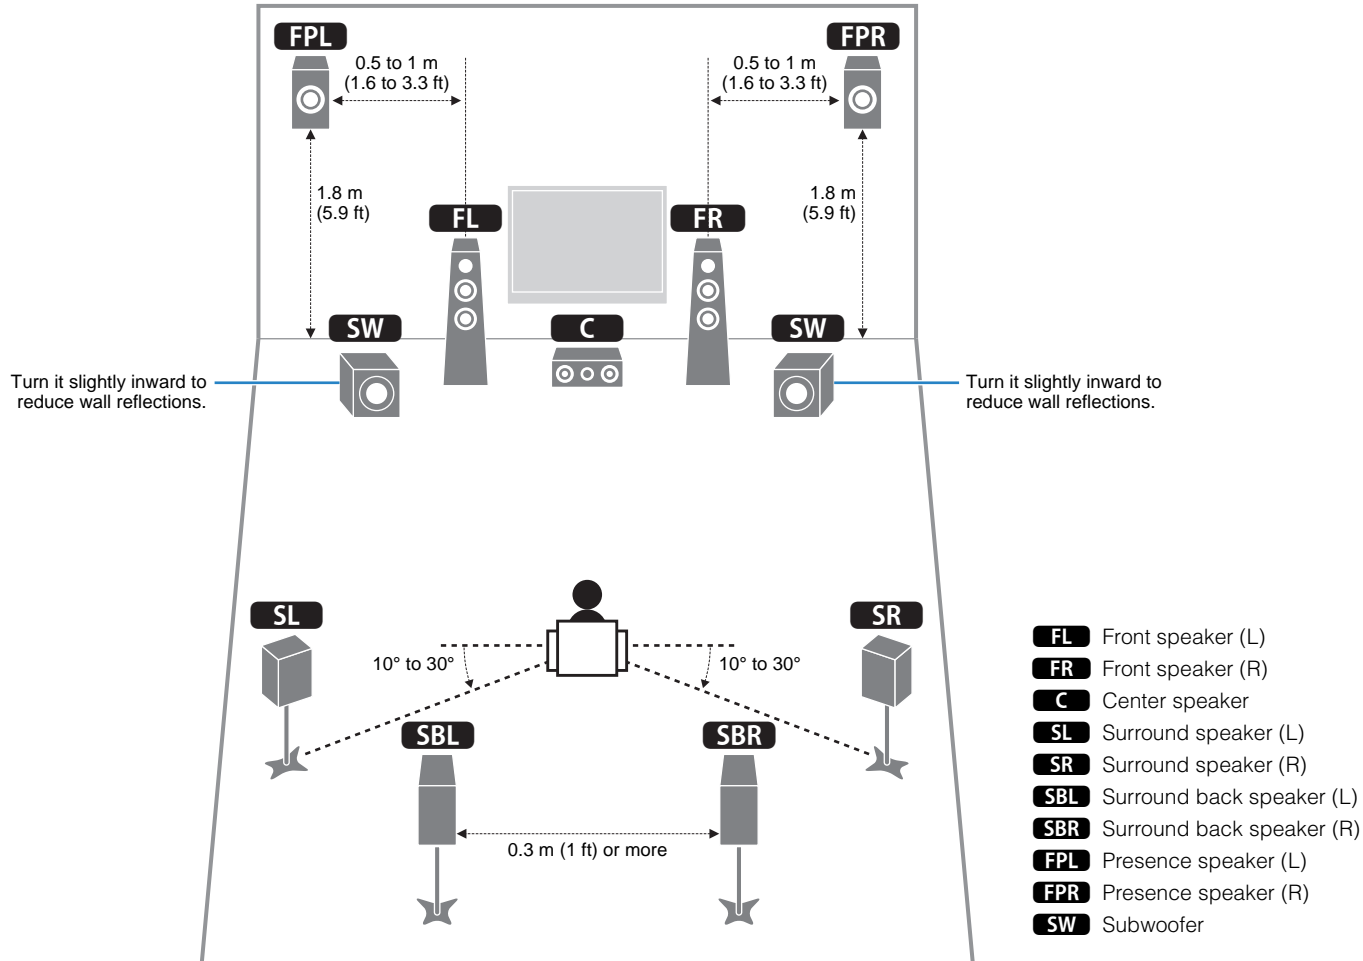 FPL
FPR
0.5 to 1 m
(1.6 to 3.3 ft)
0.5 to 1 m
(1.6 to 3.3 ft)
1.8 m
(5.9 ft)
1.8 m
(5.9 ft)
FL
FR
SW
C
SW
Turn it slightly inward to
reduce wall reflections.
Turn it slightly inward to
reduce wall reflections.
SL
SR
10° to 30°
10° to 30°
SBL
SBR
0.3 m (1 ft) or more
FL Front speaker (L)
FR Front speaker (R)
C Center speaker
SL Surround speaker (L)
SR Surround speaker (R)
SBL Surround back speaker (L)
SBR Surround back speaker (R)
FPL Presence speaker (L)
FPR Presence speaker (R)
SW Subwoofer